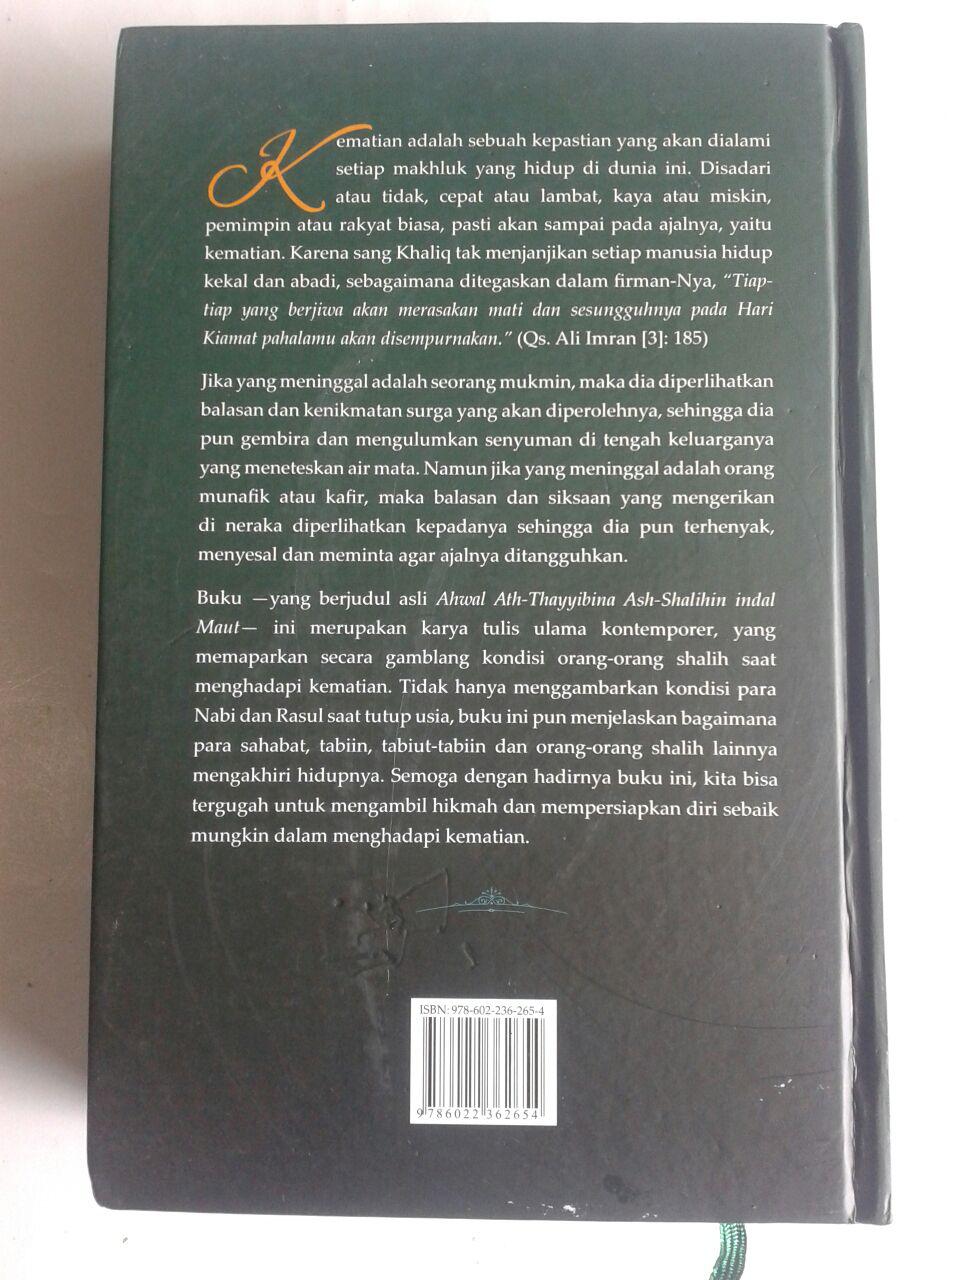 Kematian adalah sebuah kepastian yang akan dialami
setiap makhluk yang hidup di dunia ini. Disadari
atau tidak, cepat atau lambat, kaya atau miskin,
pemimpin atau rakyat biasa, pasti akan sampai pada ajalnya, yaitu
kematian. Karena sang Khaliq tak menjanjikan setiap manusia hidup
kekal dan abadi, sebagaimana ditegaskan dalam firman-Nya, “Tiap-
tiap yang berjiwa akan merasakan mati dan sesungguhnya pada Hari
Kiamat pahalamu akan disempurnakan.” (Qs. Ali Imran [3]: 185)
Jika yang meninggal adalah seorang mukmin, maka dia diperlihatkan
balasan dan kenikmatan surga yang akan diperolehnya, sehingga dia
pun gembira dan mengulumkan senyuman di tengah keluarganya
yang meneteskan air mata. Namun jika yang meninggal adalah orang
munafik atau kafir, maka balasan dan siksaan yang mengerikan
di neraka diperlihatkan kepadanya sehingga dia pun terhenyak,
menyesal dan meminta agar ajalnya ditangguhkan.
Buku —yang berjudul asli Ahwal Ath-Thayyibina Ash-Shalihin indal
Maut— ini merupakan karya tulis ulama kontemporer, yang
memaparkan secara gamblang kondisi orang-orang shalih saat
menghadapi kematian. Tidak hanya menggambarkan kondisi para
Nabi dan Rasul saat tutup usia, buku ini pun menjelaskan bagaimana
para sahabat, tabiin, tabiut-tabiin dan orang-orang shalih lainnya
mengakhiri hidupnya. Semoga dengan hadirnya buku ini, kita bisa
tergugah untuk mengambil hikmah dan mempersiapkan diri sebaik
mungkin dalam menghadapi kematian.
ISBN: 978-602-236-265-4
9 786022 362654